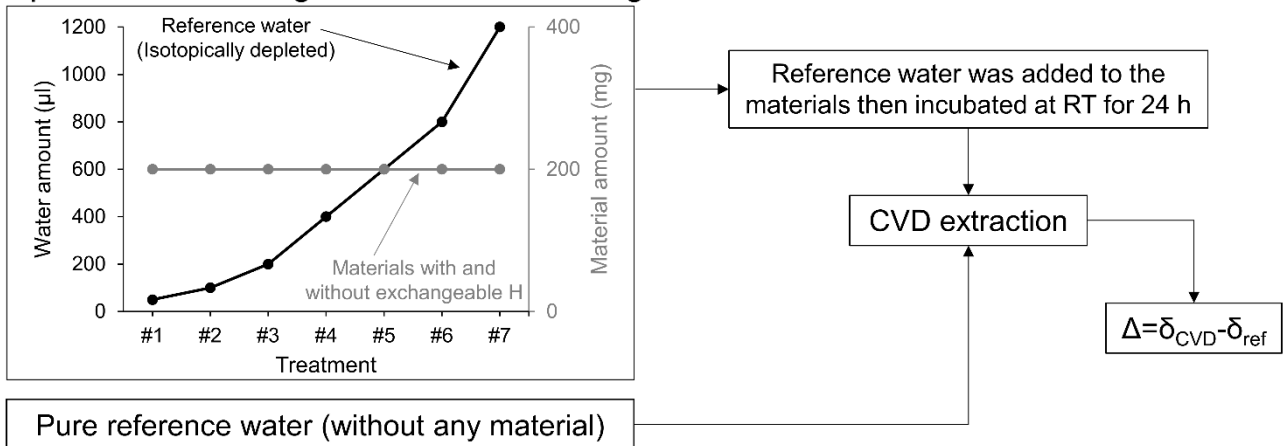 1200
1000
800
600
400
200
0
Water amount (µl)
Reference water
(Isotopically depleted)
Materials with and
without exchangeable H
400
200
0
Material amount (mg)
#1 #2 #3 #4 #5 #6 #7
Treatment
Reference water was added to the
materials then incubated at RT for 24 h
CVD extraction
Δ=δCVD-δref
Pure reference water (without any material)